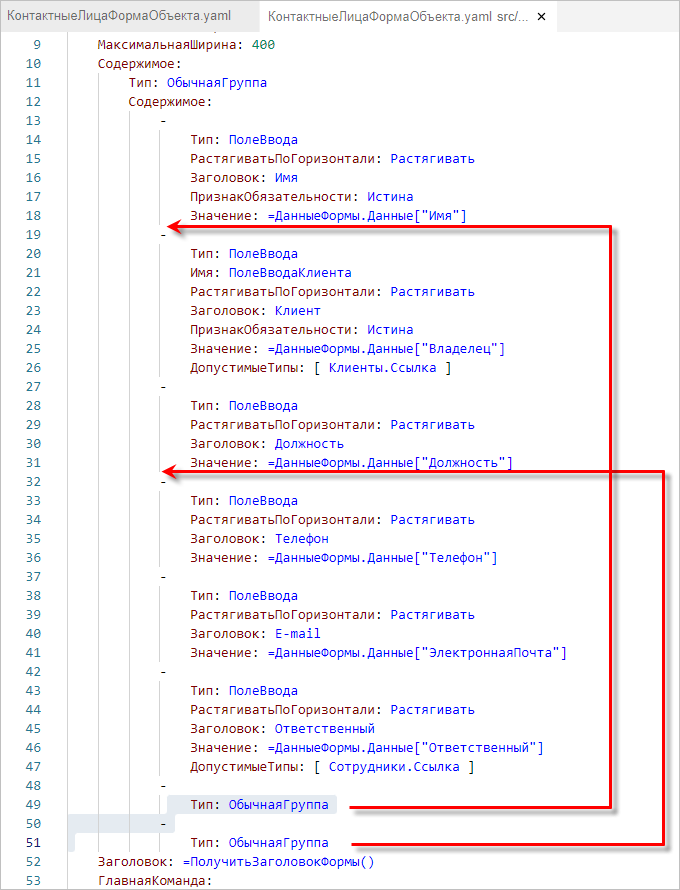 КонтактныеЛицаФормаОбъекта.yaml КонтактныеЛицаФормаОбъекта.yaml src/... ×
9 МаксимальнаяШирина: 400
10 Содержимое:
11 Тип: ОбычнаяГруппа
12 Содержимое:
13 -
14 Тип: ПолеВвода
15 РастягиватьПоГоризонтали: Растягивать
16 Заголовок: Имя
17 ПризнакОбязательности: Истина
18 Значение: =ДанныеФормы.Данные["Имя"]
19 -
20 Тип: ПолеВвода
21 Имя: ПолеВводаКлиента
22 РастягиватьПоГоризонтали: Растягивать
23 Заголовок: Клиент
24 ПризнакОбязательности: Истина
25 Значение: =ДанныеФормы.Данные["Владелец"]
26 ДопустимыеТипы: [ Клиенты.Ссылка ]
27 -
28 Тип: ПолеВвода
29 РастягиватьПоГоризонтали: Растягивать
30 Заголовок: Должность
31 Значение: =ДанныеФормы.Данные["Должность"]
32 -
33 Тип: ПолеВвода
34 РастягиватьПоГоризонтали: Растягивать
35 Заголовок: Телефон
36 Значение: =ДанныеФормы.Данные["Телефон"]
37 -
38 Тип: ПолеВвода
39 РастягиватьПоГоризонтали: Растягивать
40 Заголовок: E-mail
41 Значение: =ДанныеФормы.Данные["ЭлектроннаяПочта"]
42 -
43 Тип: ПолеВвода
44 РастягиватьПоГоризонтали: Растягивать
45 Заголовок: Ответственный
46 Значение: =ДанныеФормы.Данные["Ответственный"]
47 ДопустимыеТипы: [ Сотрудники.Ссылка ]
48 -
49 Тип: ОбычнаяГруппа
50 -
51 Тип: ОбычнаяГруппа
52 Заголовок: =ПолучитьЗаголовокФормы()
53 ГлавнаяКоманда: